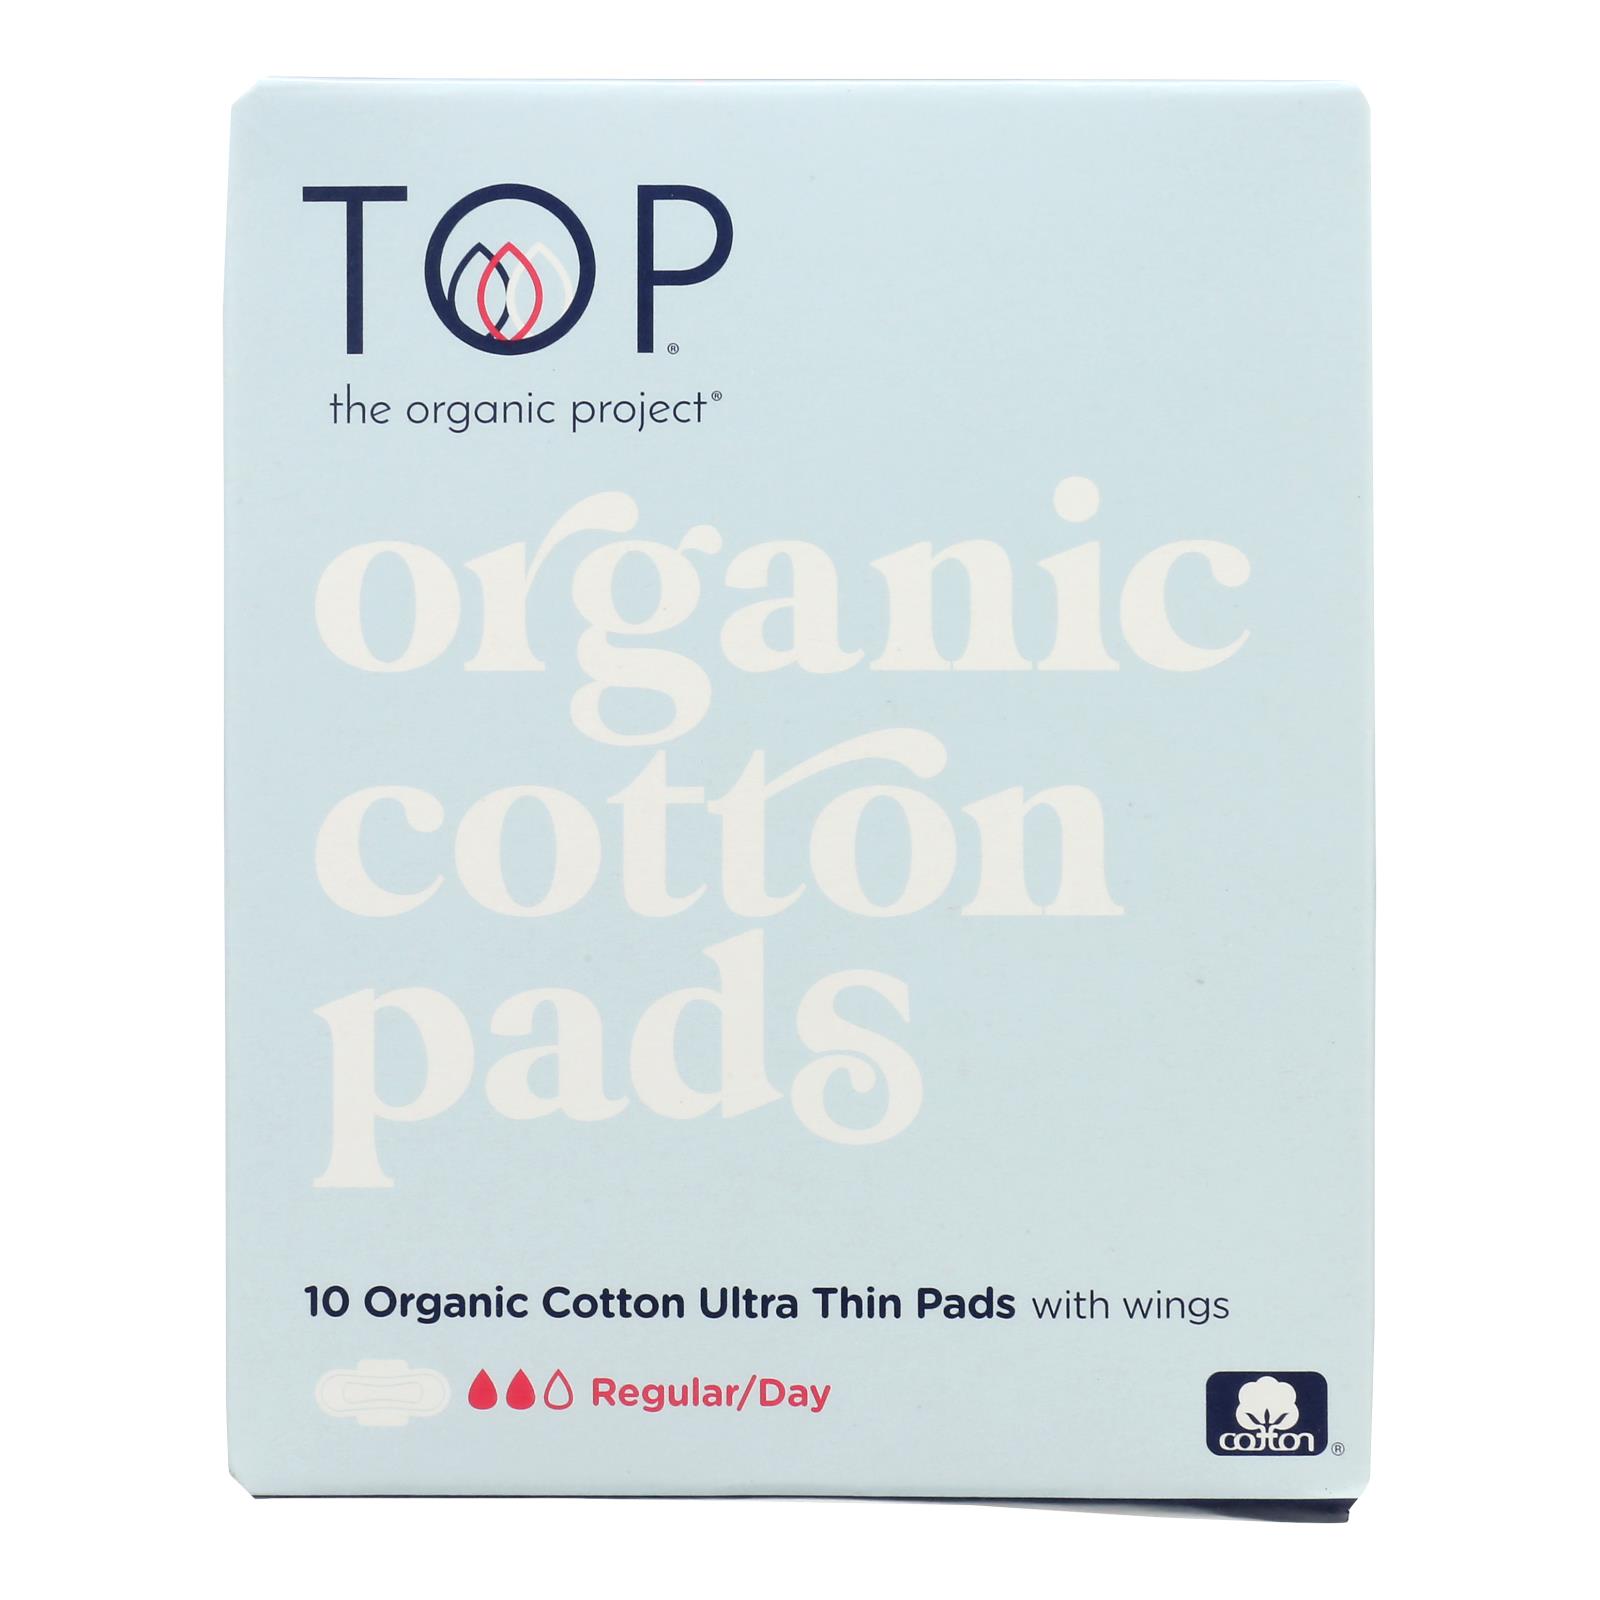 TOP®
the organic project®
organic
cotton
pads
10 Organic Cotton Ultra Thin Pads with wings
Regular/Day
cotton ®